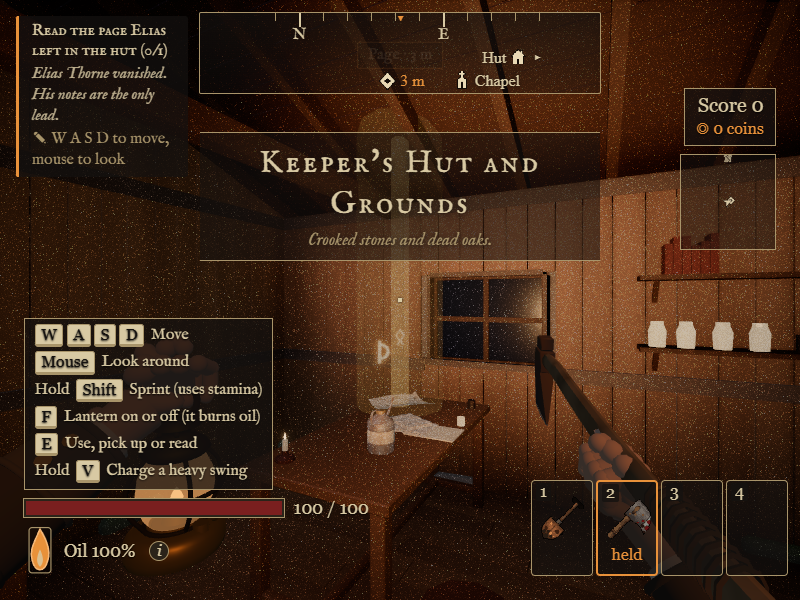 Read the page Elias
left in the hut (0/1)
Elias Thorne vanished.
His notes are the only
lead.
W A S D to move,
mouse to look
N
E
Page · 3 m
Hut
3 m
Chapel
Score 0
0 coins
Keeper's Hut and
Grounds
Crooked stones and dead oaks.
W A S D Move
Mouse Look around
Hold Shift Sprint (uses stamina)
F Lantern on or off (it burns oil)
E Use, pick up or read
Hold V Charge a heavy swing
100 / 100
Oil 100%
i
1
2
3
4
held